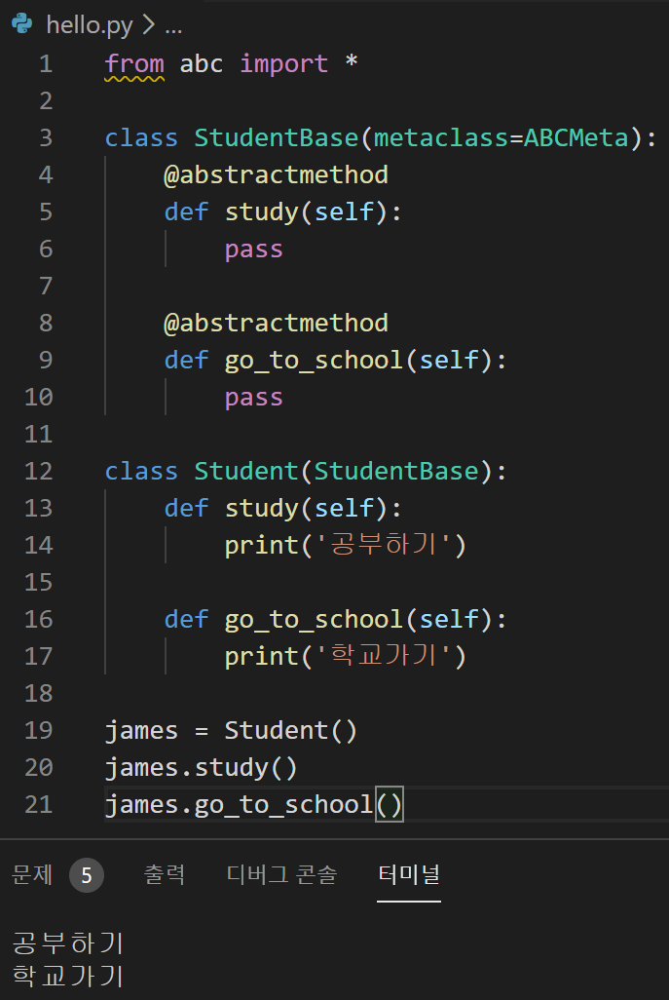 hello.py > ...
1 from abc import *
2
3 class StudentBase(metaclass=ABCMeta):
4     @abstractmethod
5     def study(self):
6         pass
7
8     @abstractmethod
9     def go_to_school(self):
10         pass
11
12 class Student(StudentBase):
13     def study(self):
14         print('공부하기')
15
16     def go_to_school(self):
17         print('학교가기')
18
19 james = Student()
20 james.study()
21 james.go_to_school()
문제 5 출력 디버그 콘솔 터미널
공부하기
학교가기